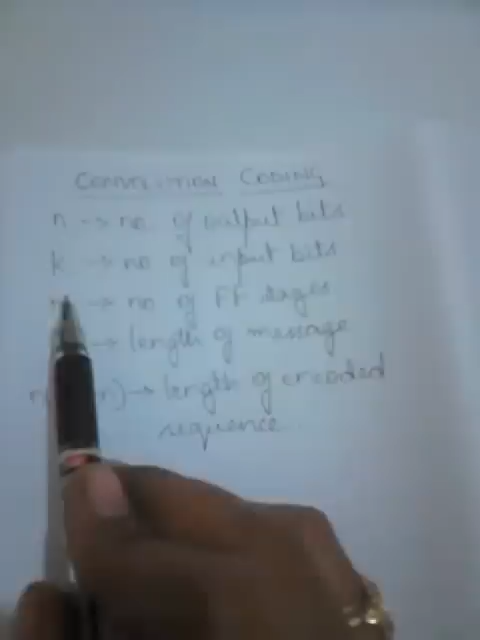 CONVOLUTION CODING
n → no of output bits
k → no of input bits
→ no of FF stages
→ length of message
n) → length of encoded
sequence